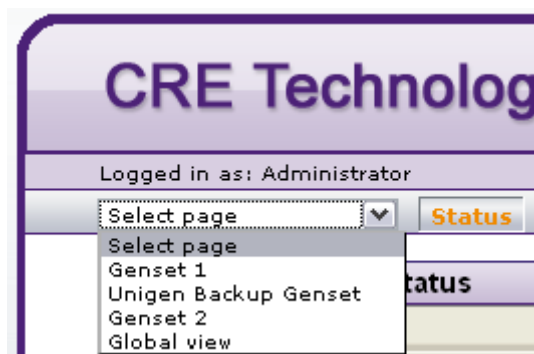 CRE Technolog
Logged in as: Administrator
Select page Status
Select page
Genset 1
Unigen Backup Genset tatus
Genset 2
Global view